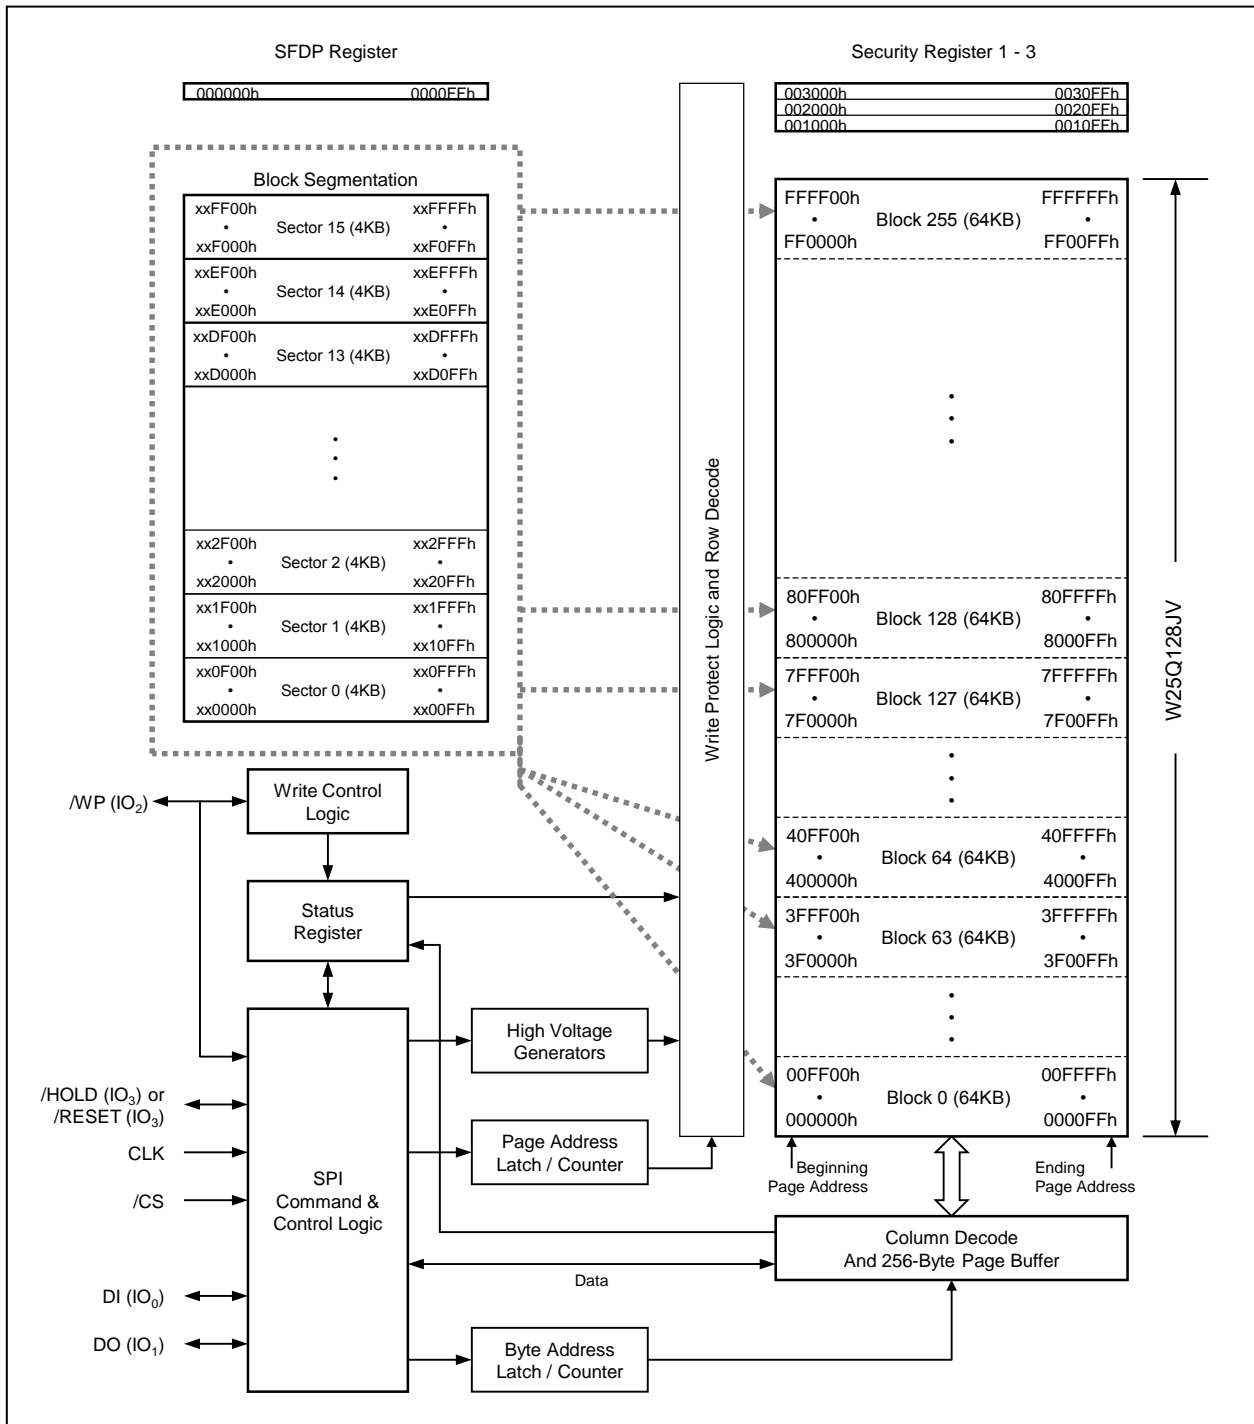 SFDP Register
000000h 0000FFh
Security Register 1 - 3
003000h 0030FFh
002000h 0020FFh
001000h 0010FFh
Block Segmentation
xxFF00h xxFFFFh
• Sector 15 (4KB) •
xxF000h xxF0FFh
xxEF00h xxEFFFh
• Sector 14 (4KB) •
xxE000h xxE0FFh
xxDF00h xxDFFFh
• Sector 13 (4KB) •
xxD000h xxD0FFh
xx2F00h xx2FFFh
• Sector 2 (4KB) •
xx2000h xx20FFh
xx1F00h xx1FFFh
• Sector 1 (4KB) •
xx1000h xx10FFh
xx0F00h xx0FFFh
• Sector 0 (4KB) •
xx0000h xx00FFh
Write Protect Logic and Row Decode
FFFF00h FFFFFFh
• Block 255 (64KB) •
FF0000h FF00FFh
80FF00h 80FFFFh
• Block 128 (64KB) •
800000h 8000FFh
7FFF00h 7FFFFFh
• Block 127 (64KB) •
7F0000h 7F00FFh
40FF00h 40FFFFh
• Block 64 (64KB) •
400000h 4000FFh
3FFF00h 3FFFFFh
• Block 63 (64KB) •
3F0000h 3F00FFh
00FF00h 00FFFFh
• Block 0 (64KB) •
000000h 0000FFh
W25Q128JV
Beginning
Page Address
Ending
Page Address
/WP (IO2)
Write Control
Logic
Status
Register
High Voltage
Generators
/HOLD (IO3) or
/RESET (IO3)
CLK
/CS
DI (IO0)
DO (IO1)
SPI
Command &
Control Logic
Page Address
Latch / Counter
Column Decode
And 256-Byte Page Buffer
Data
Byte Address
Latch / Counter